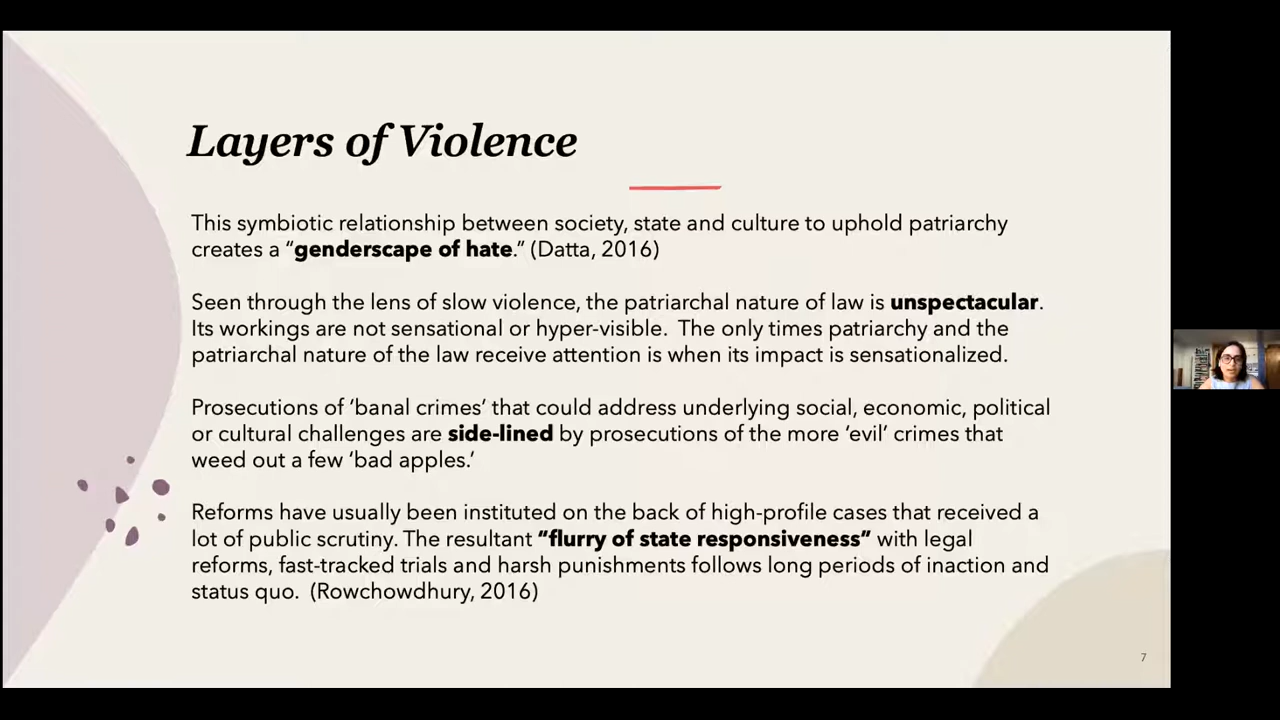 Layers of Violence
This symbiotic relationship between society, state and culture to uphold patriarchy
creates a “genderscape of hate.” (Datta, 2016)
Seen through the lens of slow violence, the patriarchal nature of law is unspectacular.
Its workings are not sensational or hyper-visible. The only times patriarchy and the
patriarchal nature of the law receive attention is when its impact is sensationalized.
Prosecutions of ‘banal crimes’ that could address underlying social, economic, political
or cultural challenges are side-lined by prosecutions of the more ‘evil’ crimes that
weed out a few ‘bad apples.’
Reforms have usually been instituted on the back of high-profile cases that received a
lot of public scrutiny. The resultant “flurry of state responsiveness” with legal
reforms, fast-tracked trials and harsh punishments follows long periods of inaction and
status quo. (Rowchowdhury, 2016)
7